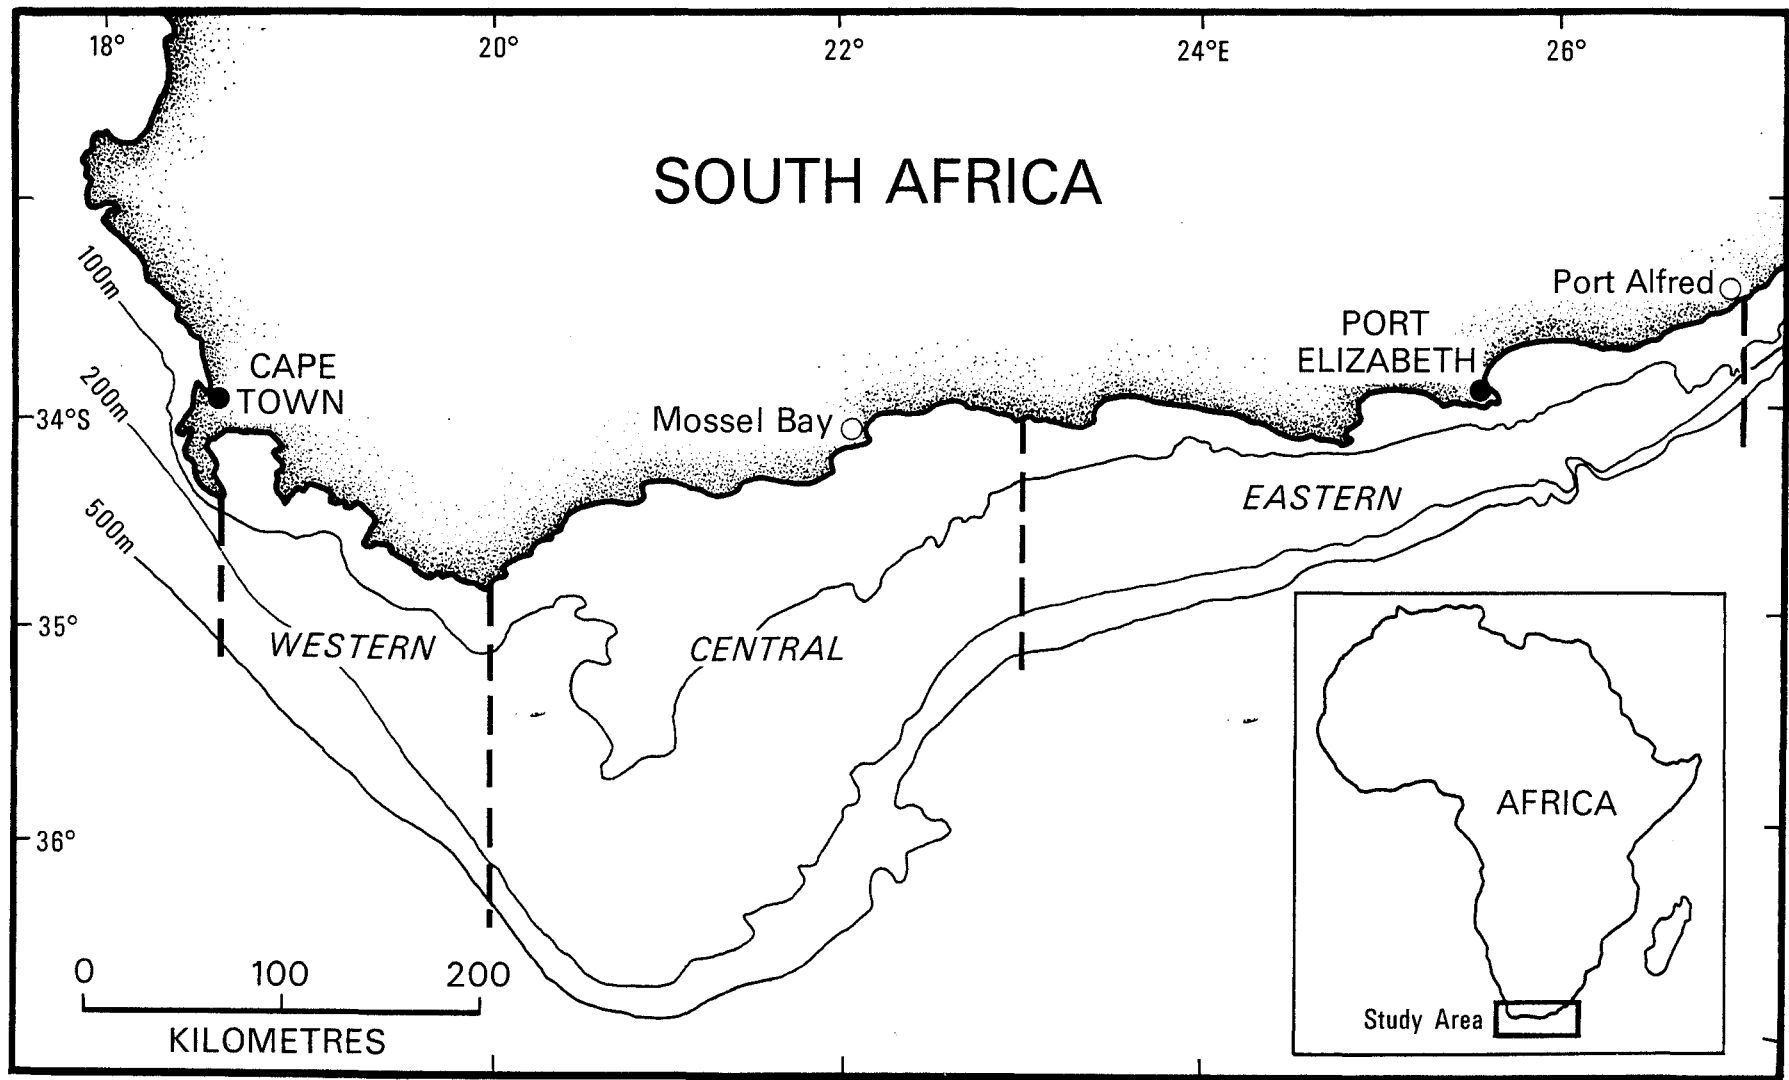 18°
20°
22°
24°E
26°
SOUTH AFRICA
100m
Port Alfred
PORT
ELIZABETH
CAPE
TOWN
200m
34°S
Mossel Bay
EASTERN
500m
35°
WESTERN
CENTRAL
AFRICA
36°
0 100 200
KILOMETRES
Study Area